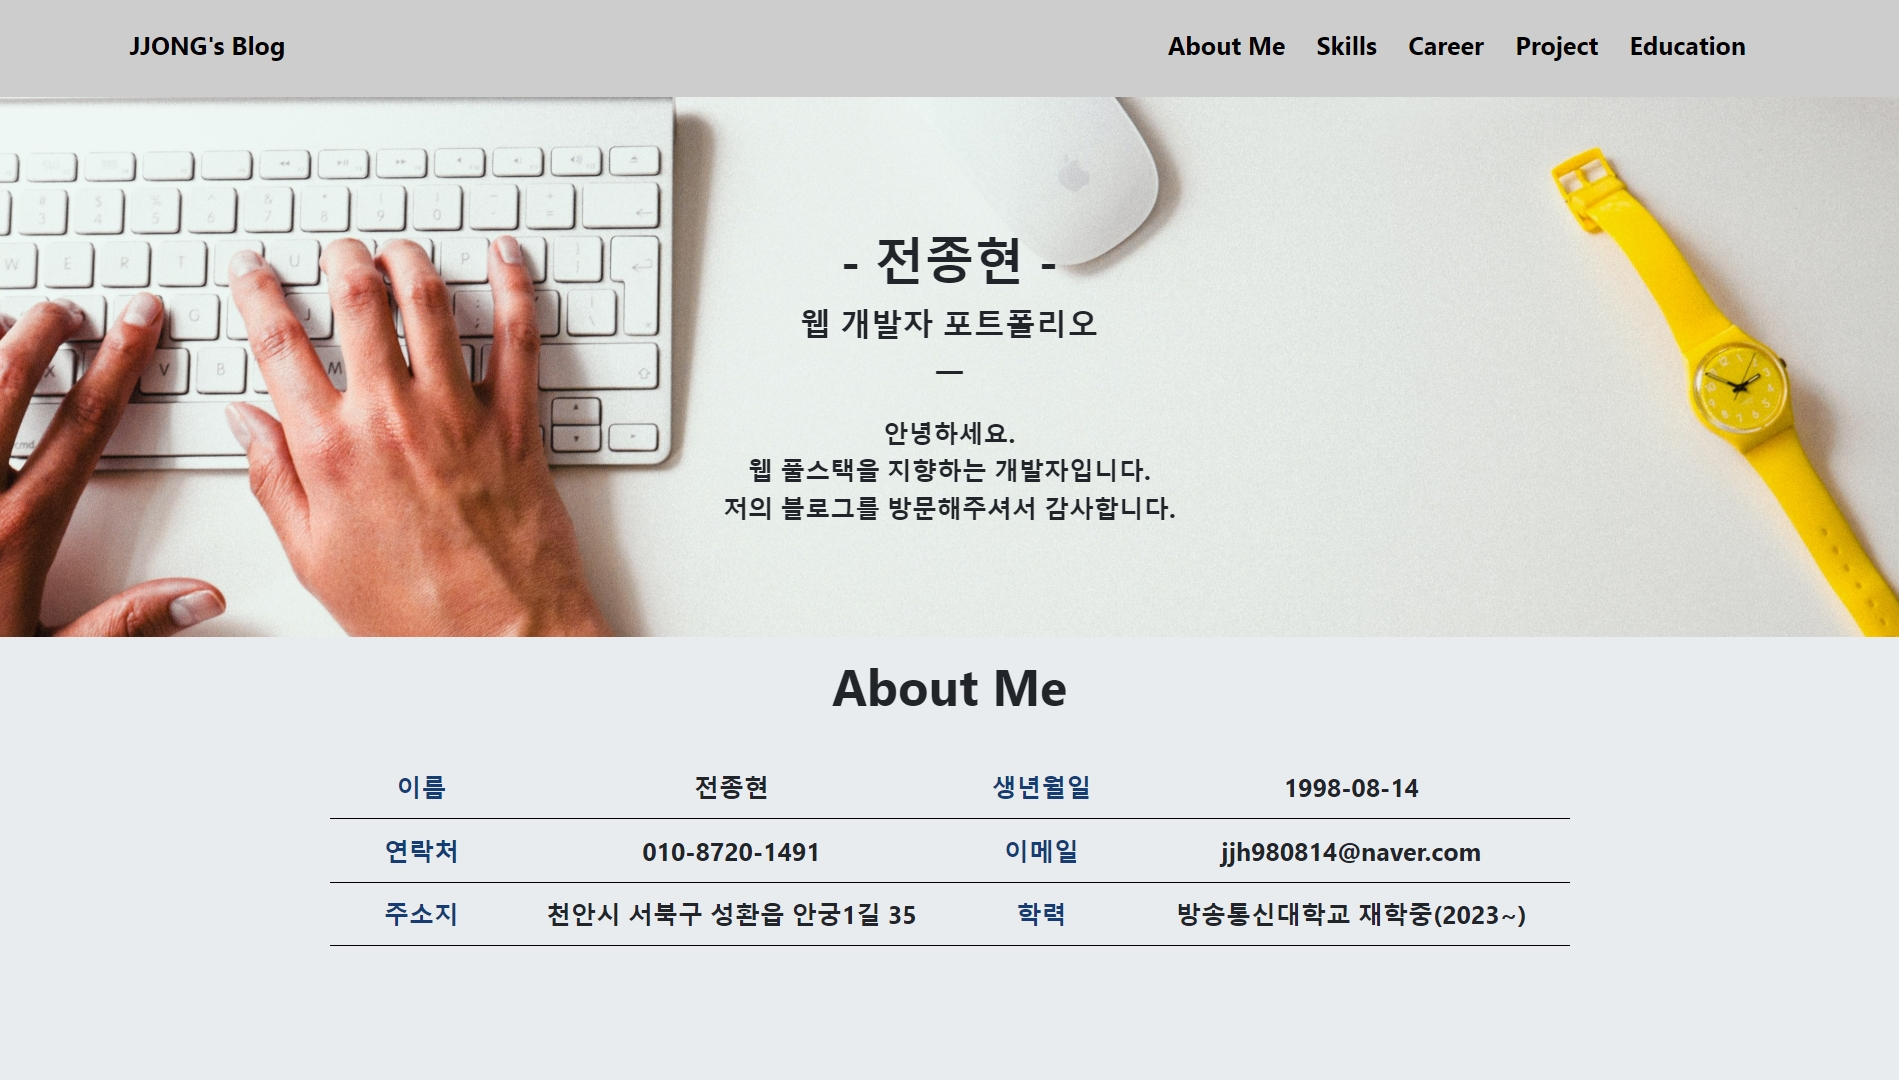 JJONG's Blog
About Me Skills Career Project Education
- 전종현 -
웹 개발자 포트폴리오
—
안녕하세요.
웹 풀스택을 지향하는 개발자입니다.
저의 블로그를 방문해주셔서 감사합니다.
About Me
이름 전종현 생년월일 1998-08-14
연락처 010-8720-1491 이메일 jjh980814@naver.com
주소지 천안시 서북구 성환읍 안궁1길 35 학력 방송통신대학교 재학중(2023~)